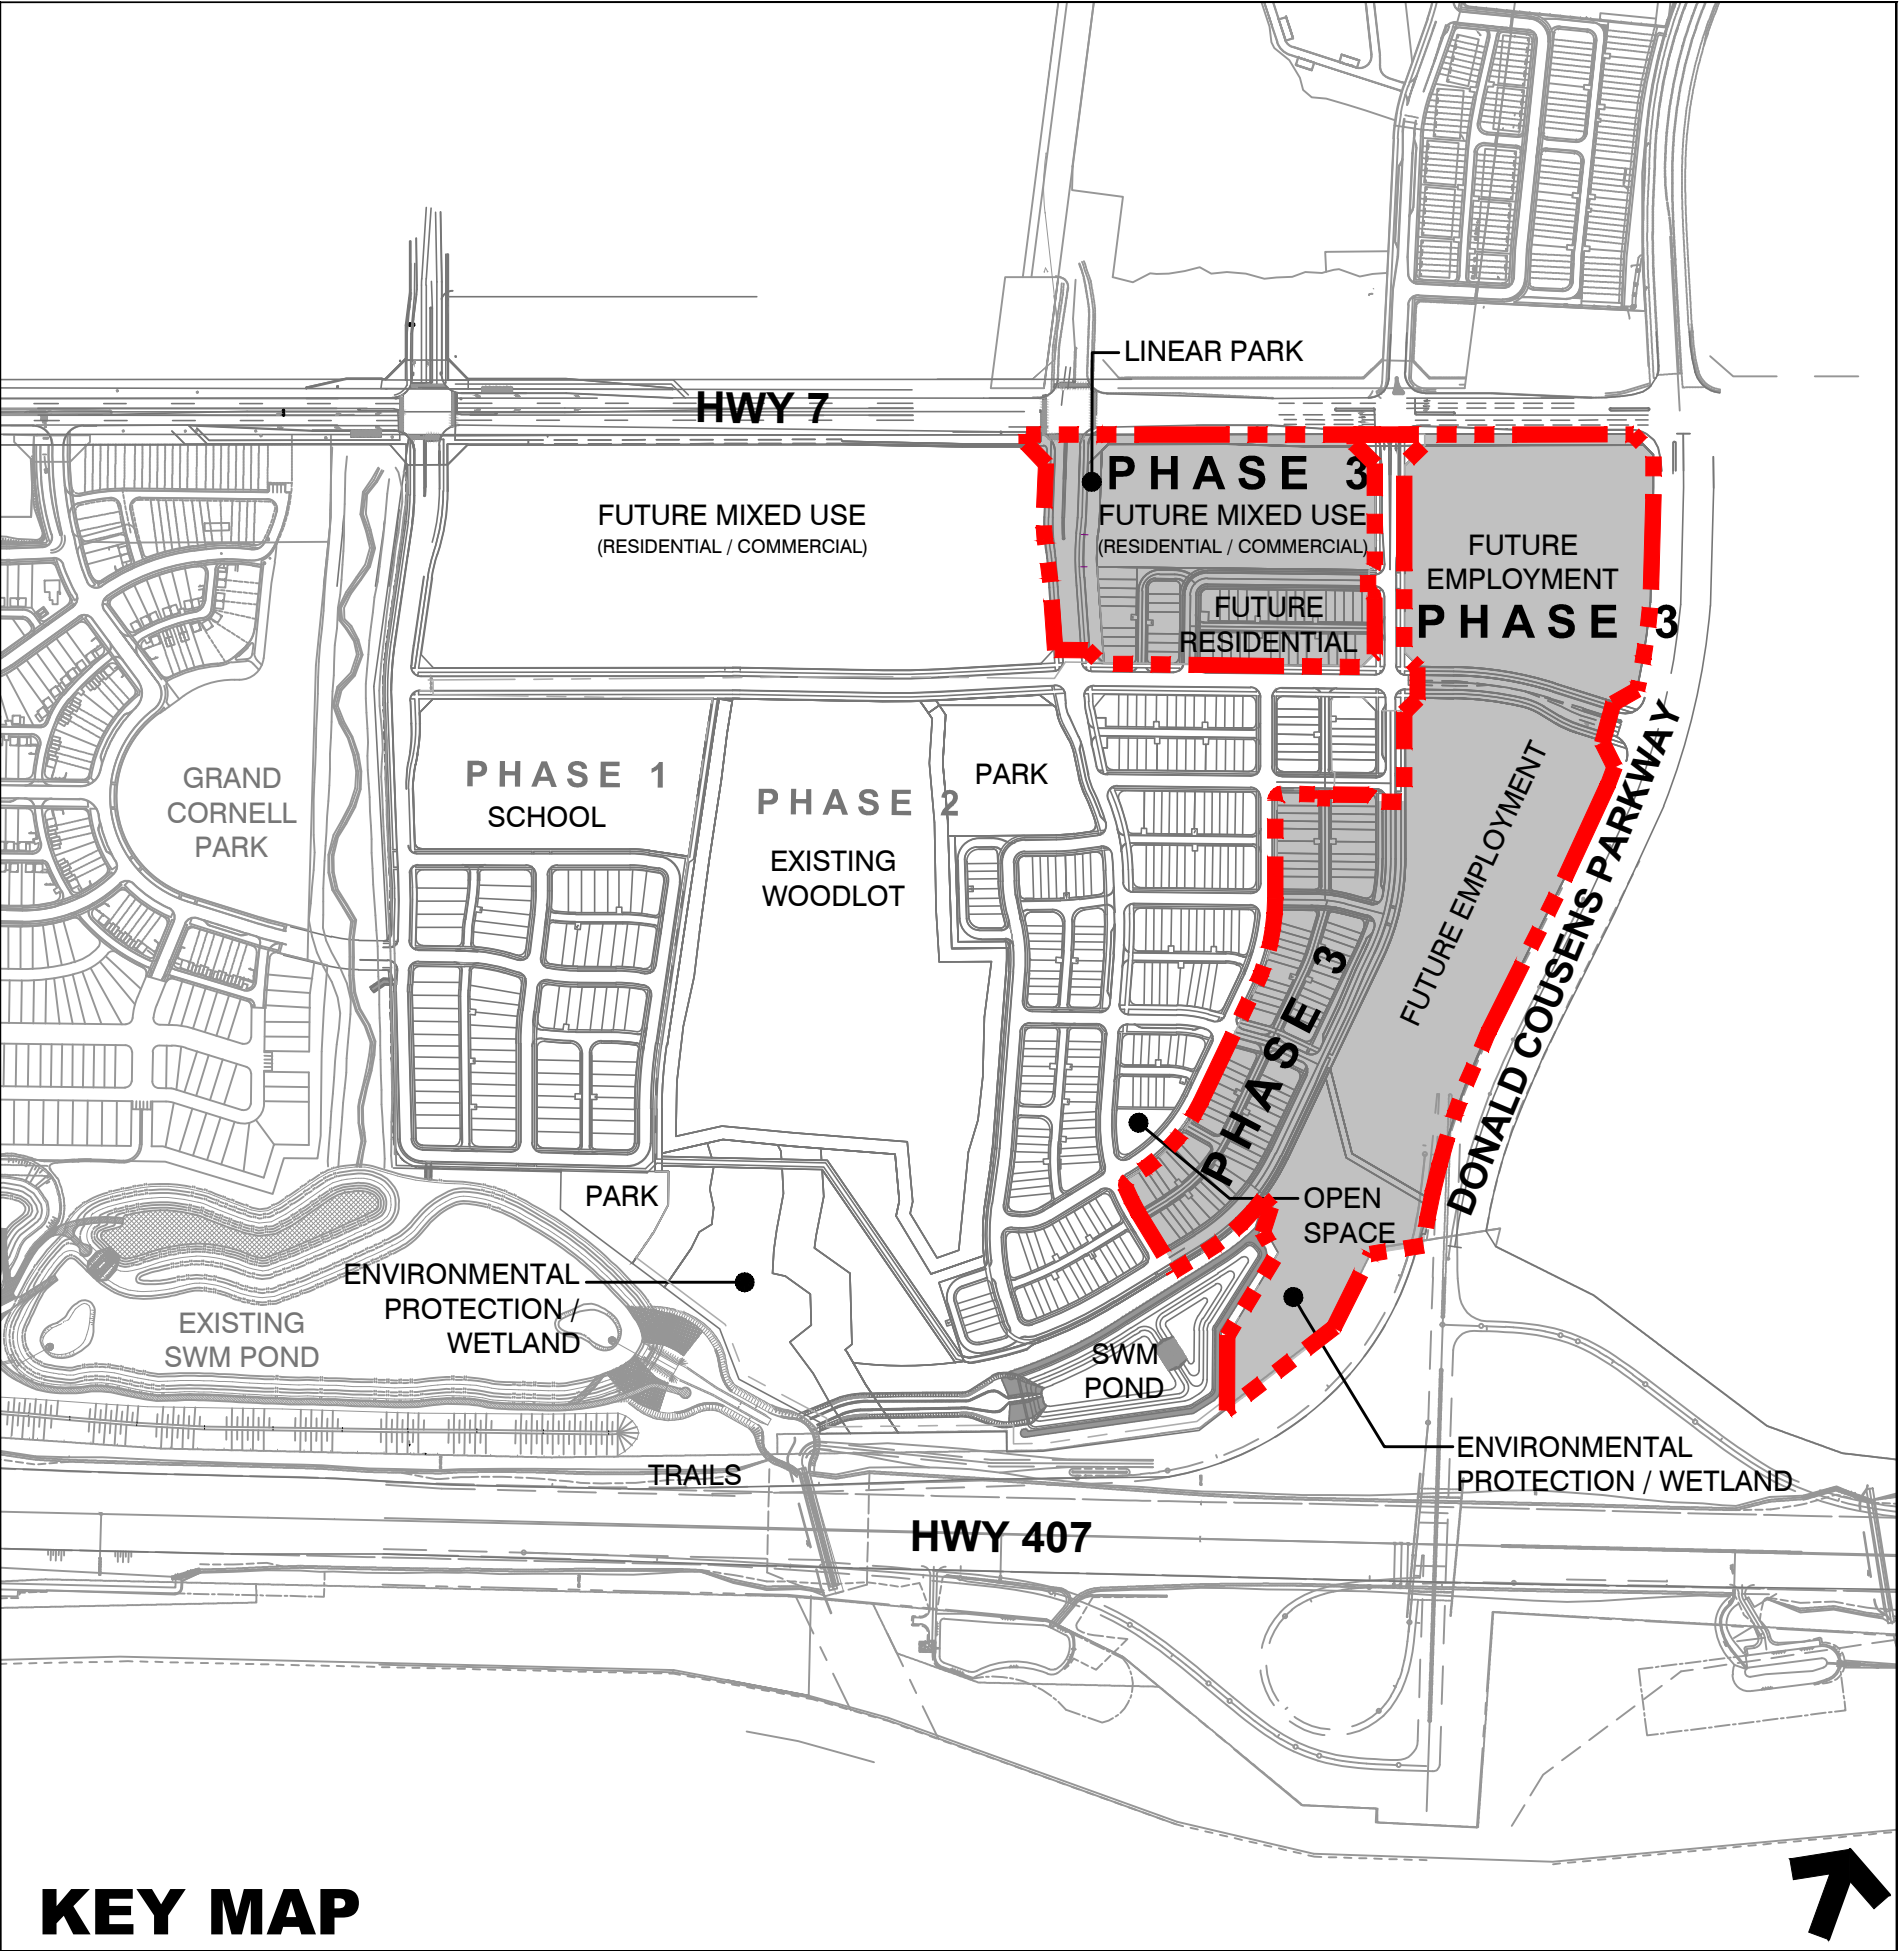 LINEAR PARK
HWY 7
PHASE 3
FUTURE MIXED USE
(RESIDENTIAL / COMMERCIAL)
FUTURE MIXED USE
(RESIDENTIAL / COMMERCIAL)
FUTURE
EMPLOYMENT
PHASE 3
FUTURE
RESIDENTIAL
GRAND
CORNELL
PARK
PHASE 1
SCHOOL
PHASE 2
PARK
EXISTING
WOODLOT
FUTURE EMPLOYMENT
DONALD COUSENS PARKWAY
PHASE 3
PARK
OPEN
SPACE
ENVIRONMENTAL
PROTECTION /
WETLAND
EXISTING
SWM POND
SWM
POND
ENVIRONMENTAL
PROTECTION / WETLAND
TRAILS
HWY 407
KEY MAP